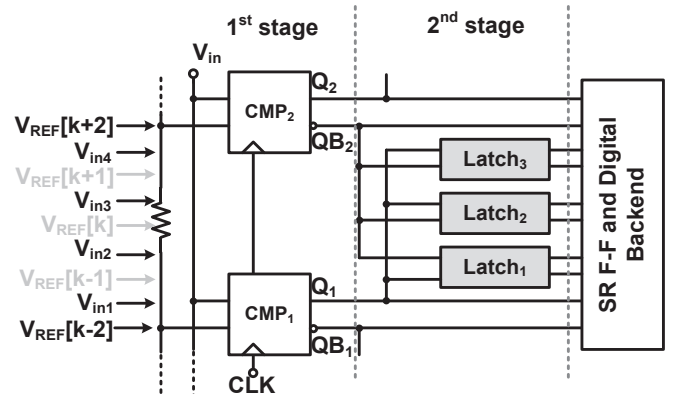 1st stage
2nd stage
Vin
Q2
CMP2
QB2
VREF[k+2]
Vin4
VREF[k+1]
Vin3
VREF[k]
Vin2
VREF[k-1]
Vin1
VREF[k-2]
Latch3
Latch2
Latch1
Q1
CMP1
QB1
CLK
SR F-F and Digital
Backend